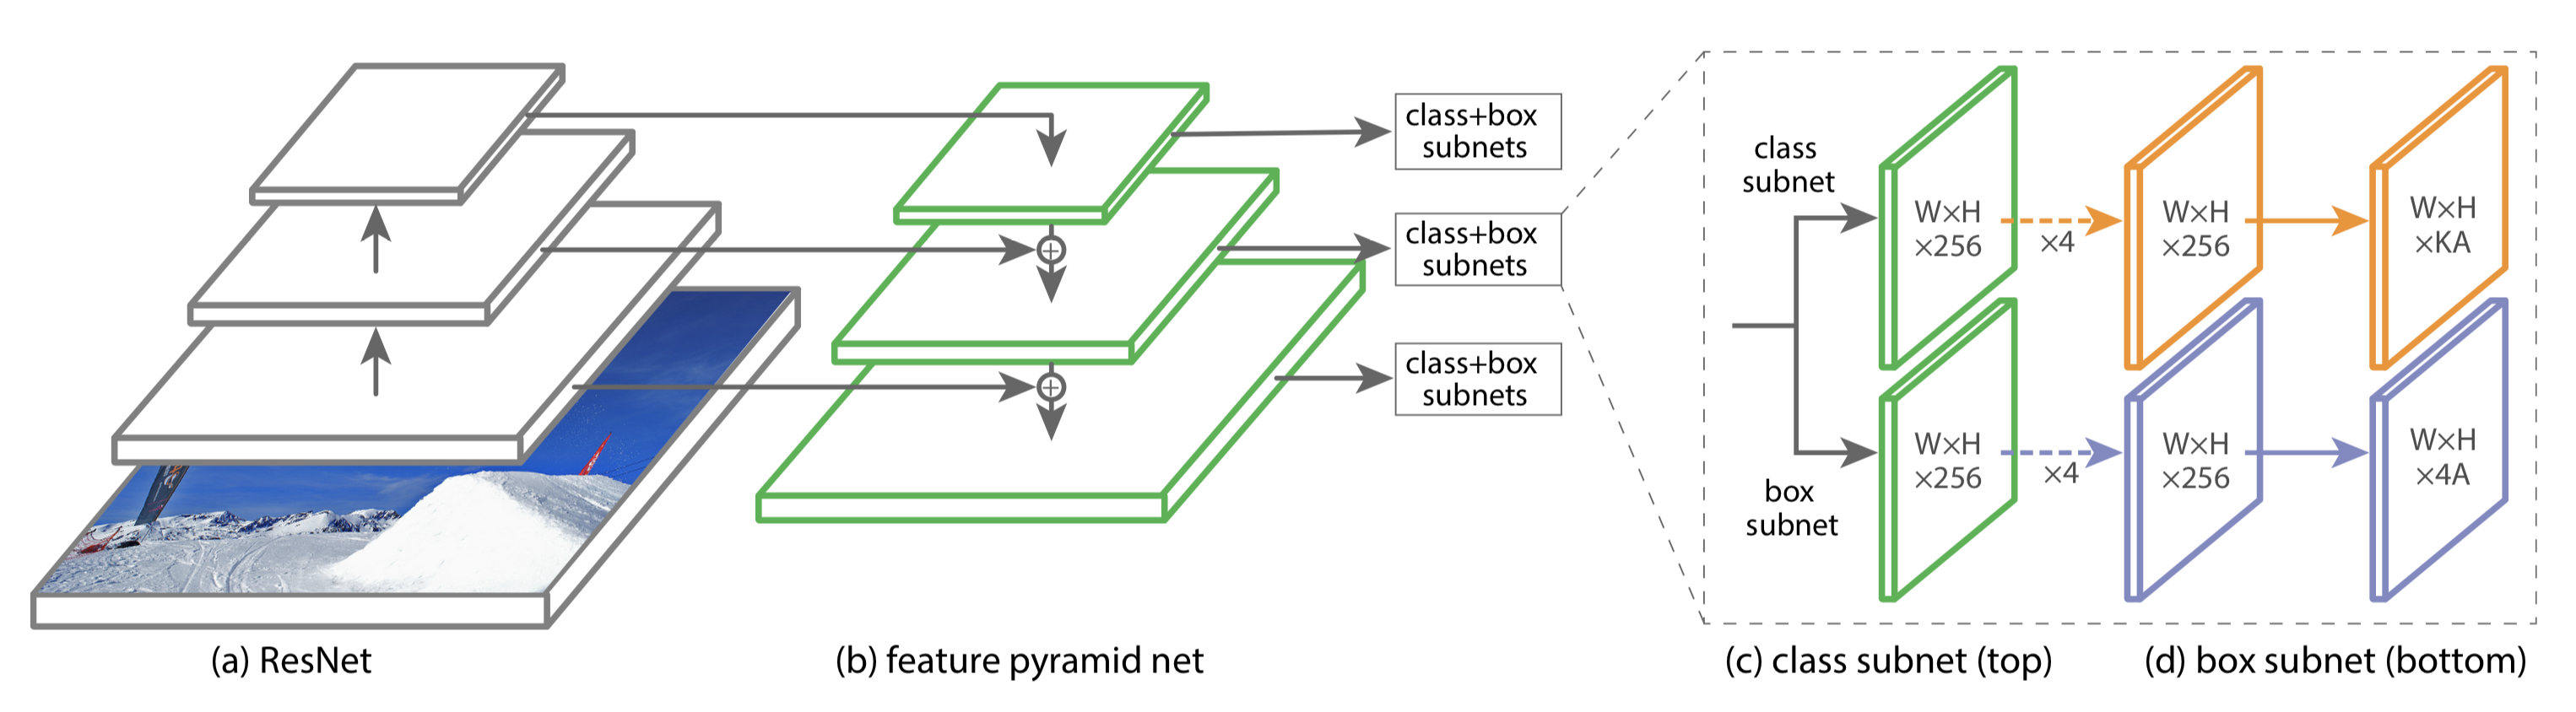 class+box
subnets
class+box
subnets
class+box
subnets
class
subnet
W×H
×256
×4
W×H
×256
W×H
×KA
box
subnet
W×H
×256
×4
W×H
×256
W×H
×4A
(a) ResNet
(b) feature pyramid net
(c) class subnet (top)
(d) box subnet (bottom)